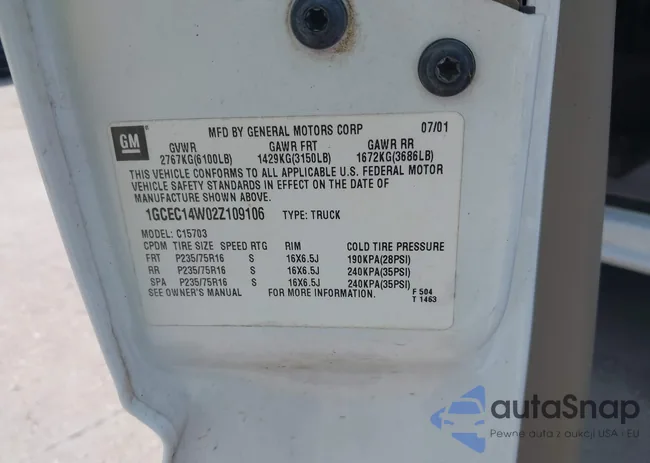 GM
MFD BY GENERAL MOTORS CORP 07/01
GVWR GAWR FRT GAWR RR
2767KG(6100LB) 1429KG(3150LB) 1672KG(3686LB)
THIS VEHICLE CONFORMS TO ALL APPLICABLE U.S. FEDERAL MOTOR
VEHICLE SAFETY STANDARDS IN EFFECT ON THE DATE OF
MANUFACTURE SHOWN ABOVE.
1GCEC14W02Z109106 TYPE: TRUCK
MODEL: C15703
CPDM TIRE SIZE SPEED RTG RIM COLD TIRE PRESSURE
FRT P235/75R16 S 16X6.5J 190KPA(28PSI)
RR P235/75R16 S 16X6.5J 240KPA(35PSI)
SPA P235/75R16 S 16X6.5J 240KPA(35PSI)
SEE OWNER'S MANUAL FOR MORE INFORMATION.
F 504
T 1463
autaSnap
Pewne auta z aukcji USA i EU